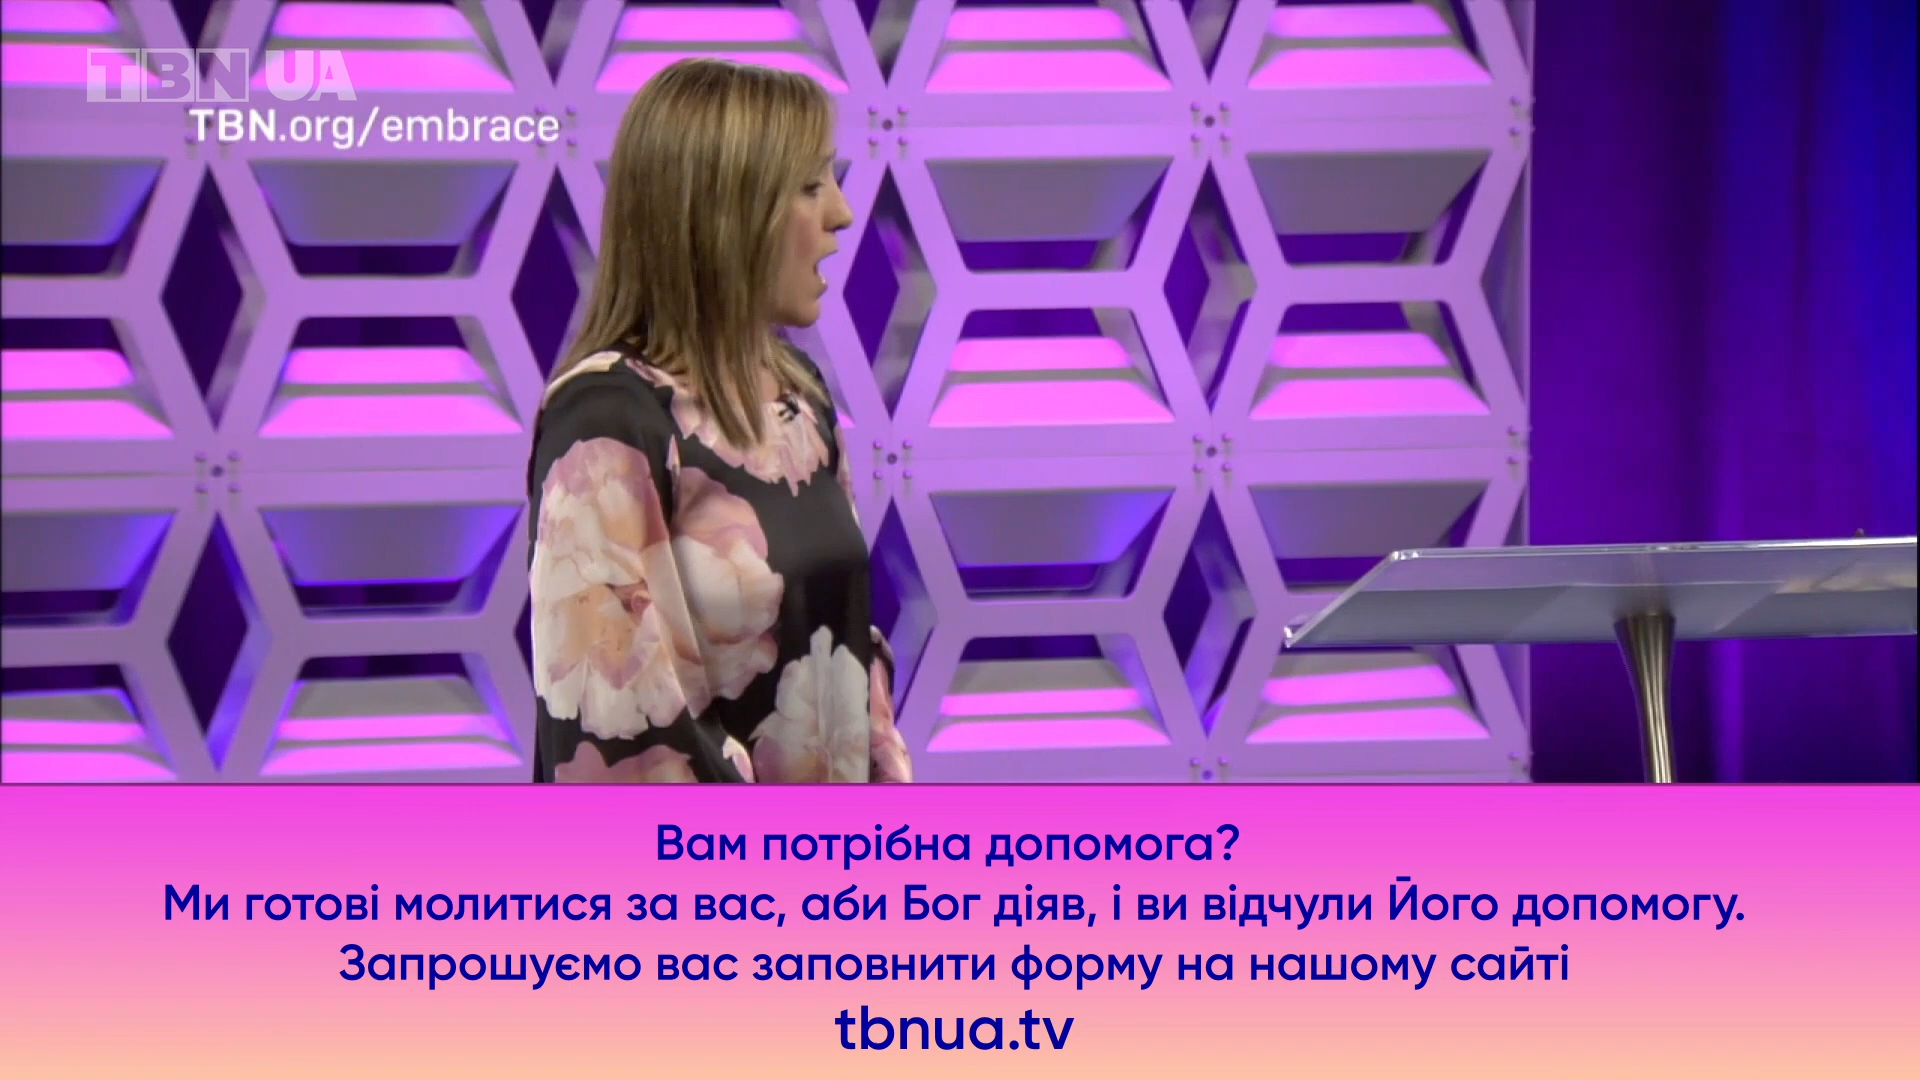 TBN UA
TBN.org/embrace
Вам потрібна допомога?
Ми готові молитися за вас, аби Бог діяв, і ви відчули Його допомогу.
Запрошуємо вас заповнити форму на нашому сайті
tbnua.tv